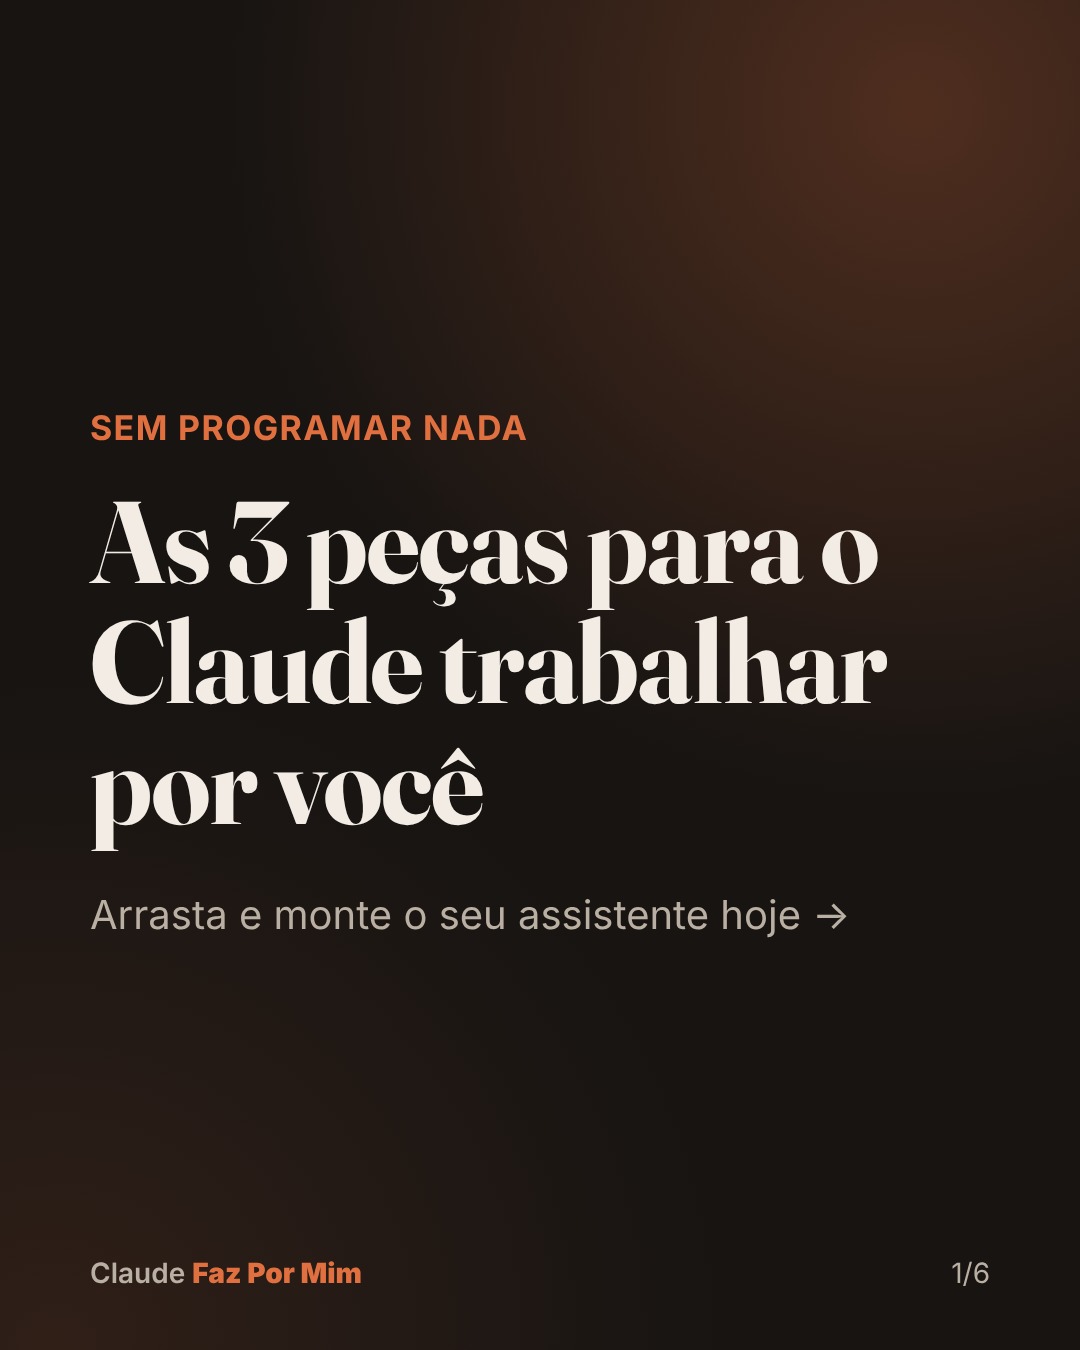 SEM PROGRAMAR NADA
As 3 peças para o
Claude trabalhar
por você
Arrasta e monte o seu assistente hoje →
Claude Faz Por Mim
1/6